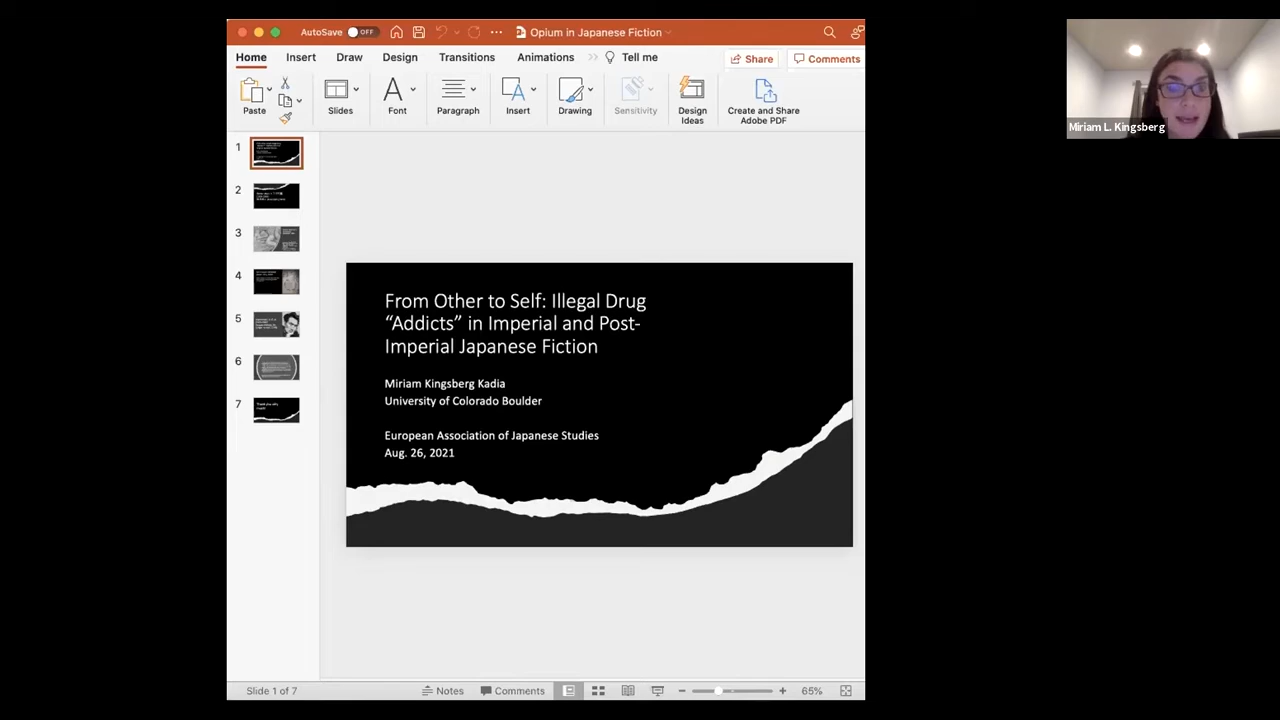 AutoSave OFF
Opium in Japanese Fiction
Home Insert Draw Design Transitions Animations Tell me Share Comments
Paste Slides Font Paragraph Insert Drawing Sensitivity Design Ideas Create and Share Adobe PDF
1
2
3
4
5
6
7
From Other to Self: Illegal Drug
“Addicts” in Imperial and Post-
Imperial Japanese Fiction
Miriam Kingsberg Kadia
University of Colorado Boulder
European Association of Japanese Studies
Aug. 26, 2021
Slide 1 of 7 Notes Comments 65%
Miriam L. Kingsberg